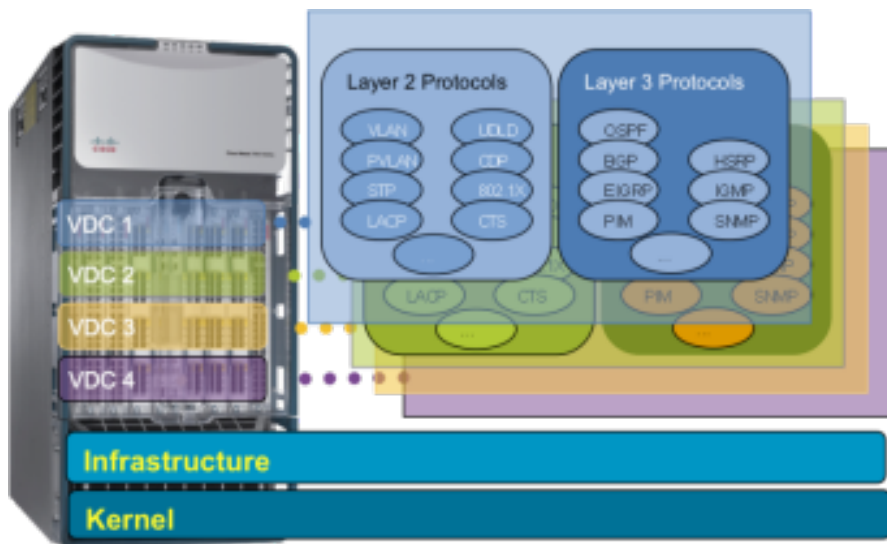 Layer 2 Protocols
VLAN UDLD
PVLAN CDP
STP 802.1X
LACP CTS
...
Layer 3 Protocols
OSPF
BGP HSRP
EIGRP IGMP
PIM SNMP
...
VDC 1
VDC 2
VDC 3
VDC 4
LACP CTS
...
PIM SNMP
...
Infrastructure
Kernel